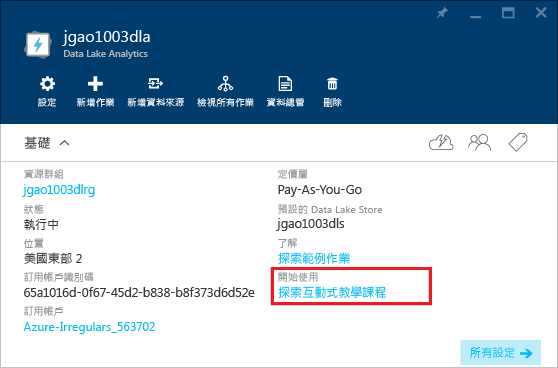 jgao1003dla
Data Lake Analytics
設定
新增作業
新增資料來源
檢視所有作業
資料總管
刪除
基礎
資源群組
jgao1003dlrg
狀態
執行中
位置
美國東部 2
訂用帳戶識別碼
65a1016d-0f67-45d2-b838-b8f373d6d52e
訂用帳戶
Azure-Irregulars_563702
定價層
Pay-As-You-Go
預設的 Data Lake Store
jgao1003dls
了解
探索範例作業
開始使用
探索互動式教學課程
所有設定